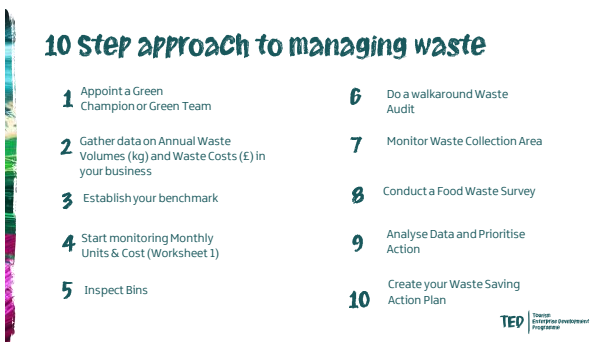 10 Step approach to managing waste
1 Appoint a Green
Champion or Green Team
2 Gather data on Annual Waste
Volumes (kg) and Waste Costs (£) in
your business
3 Establish your benchmark
4 Start monitoring Monthly
Units & Cost (Worksheet 1)
5 Inspect Bins
6 Do a walkaround Waste
Audit
7 Monitor Waste Collection Area
8 Conduct a Food Waste Survey
9 Analyse Data and Prioritise
Action
10 Create your Waste Saving
Action Plan
TED
Tourism
Enterprise Development
Programme